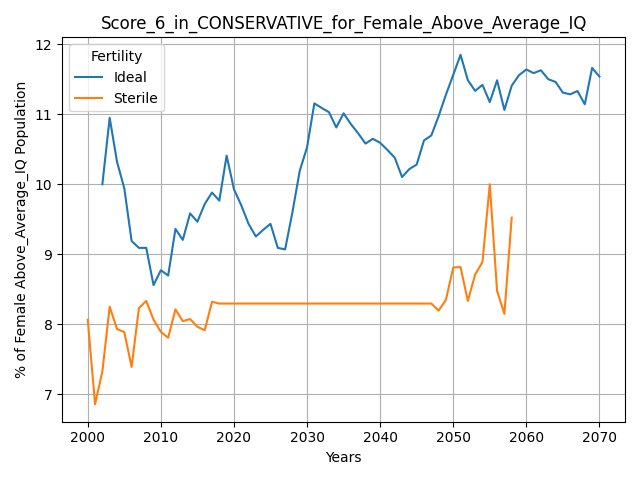 Score_6_in_CONSERVATIVE_for_Female_Above_Average_IQ
Fertility
Ideal
Sterile
% of Female Above_Average_IQ Population
12
11
10
9
8
7
2000 2010 2020 2030 2040 2050 2060 2070
Years